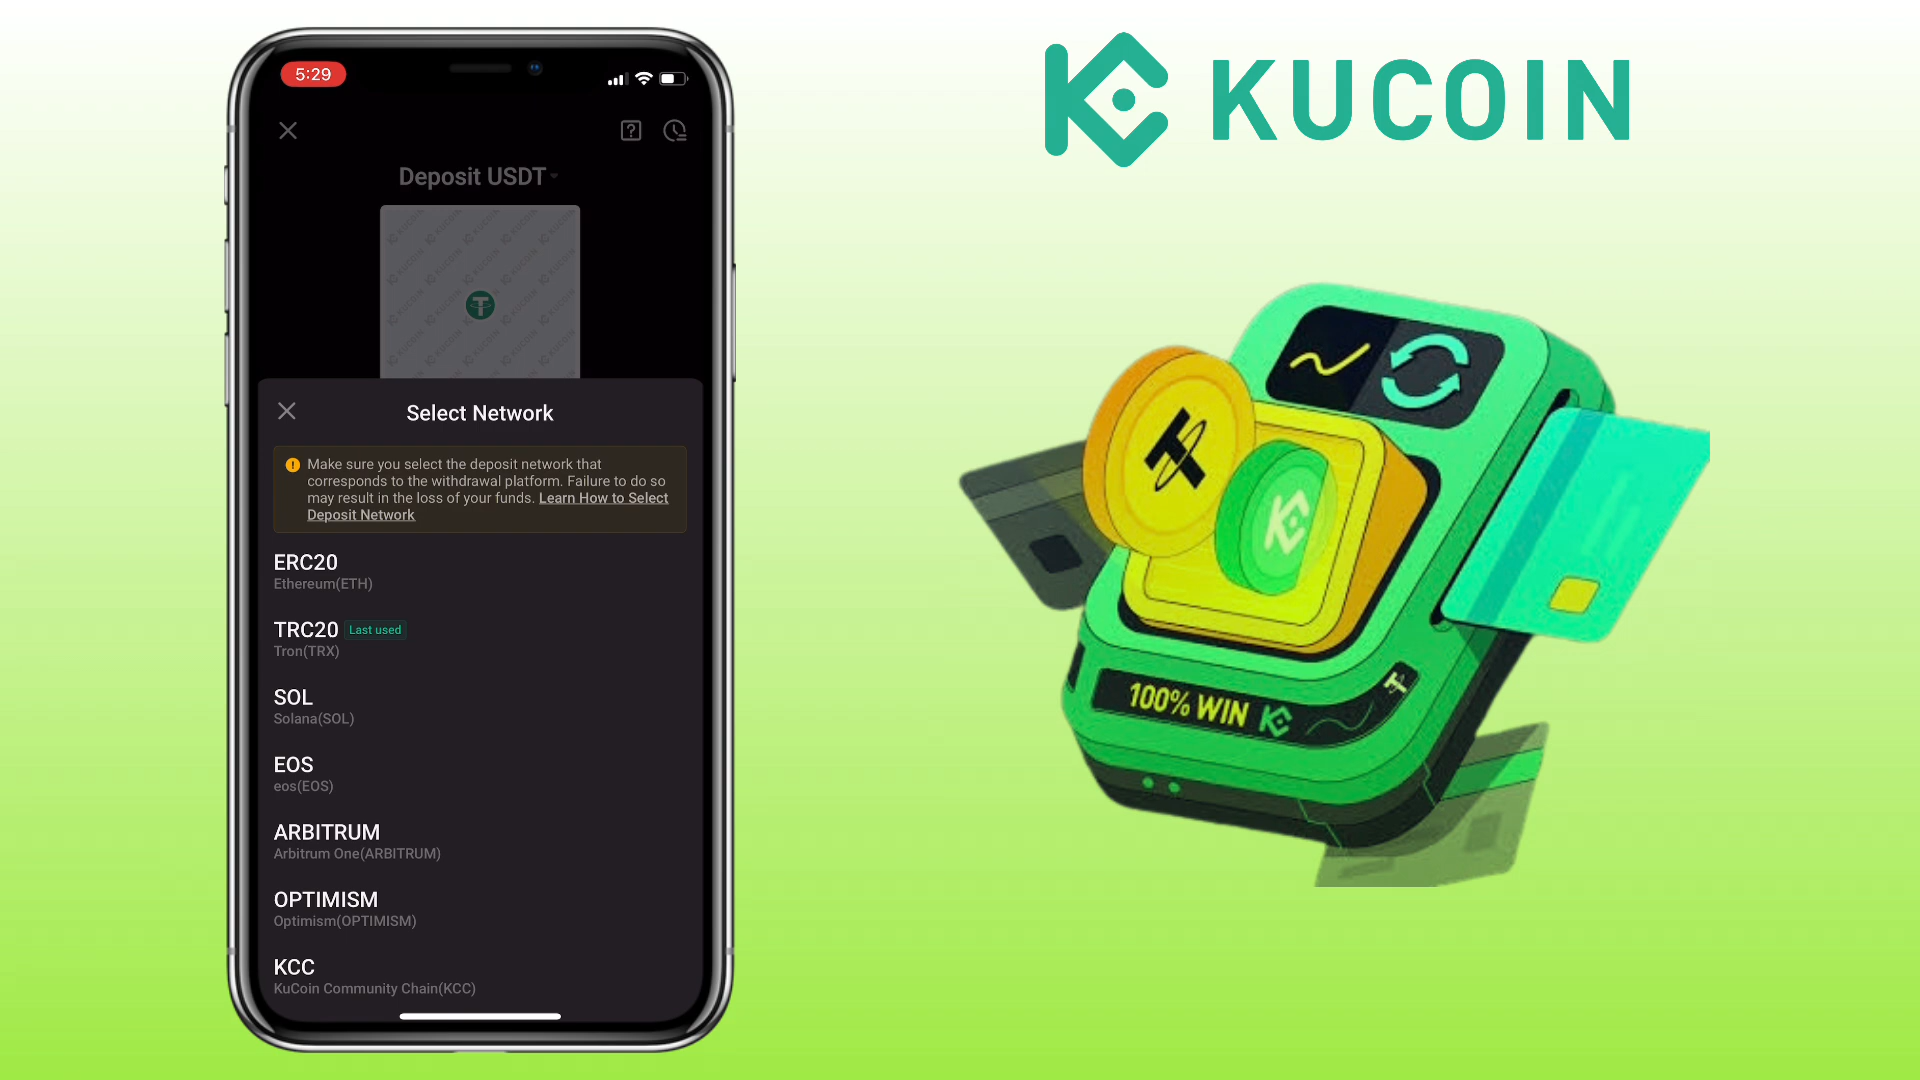 5:29
Deposit USDT
Select Network
Make sure you select the deposit network that
corresponds to the withdrawal platform. Failure to do so
may result in the loss of your funds. Learn How to Select
Deposit Network
ERC20
Ethereum(ETH)
TRC20 Last used
Tron(TRX)
SOL
Solana(SOL)
EOS
eos(EOS)
ARBITRUM
Arbitrum One(ARBITRUM)
OPTIMISM
Optimism(OPTIMISM)
KCC
KuCoin Community Chain(KCC)
KUCOIN
100% WIN